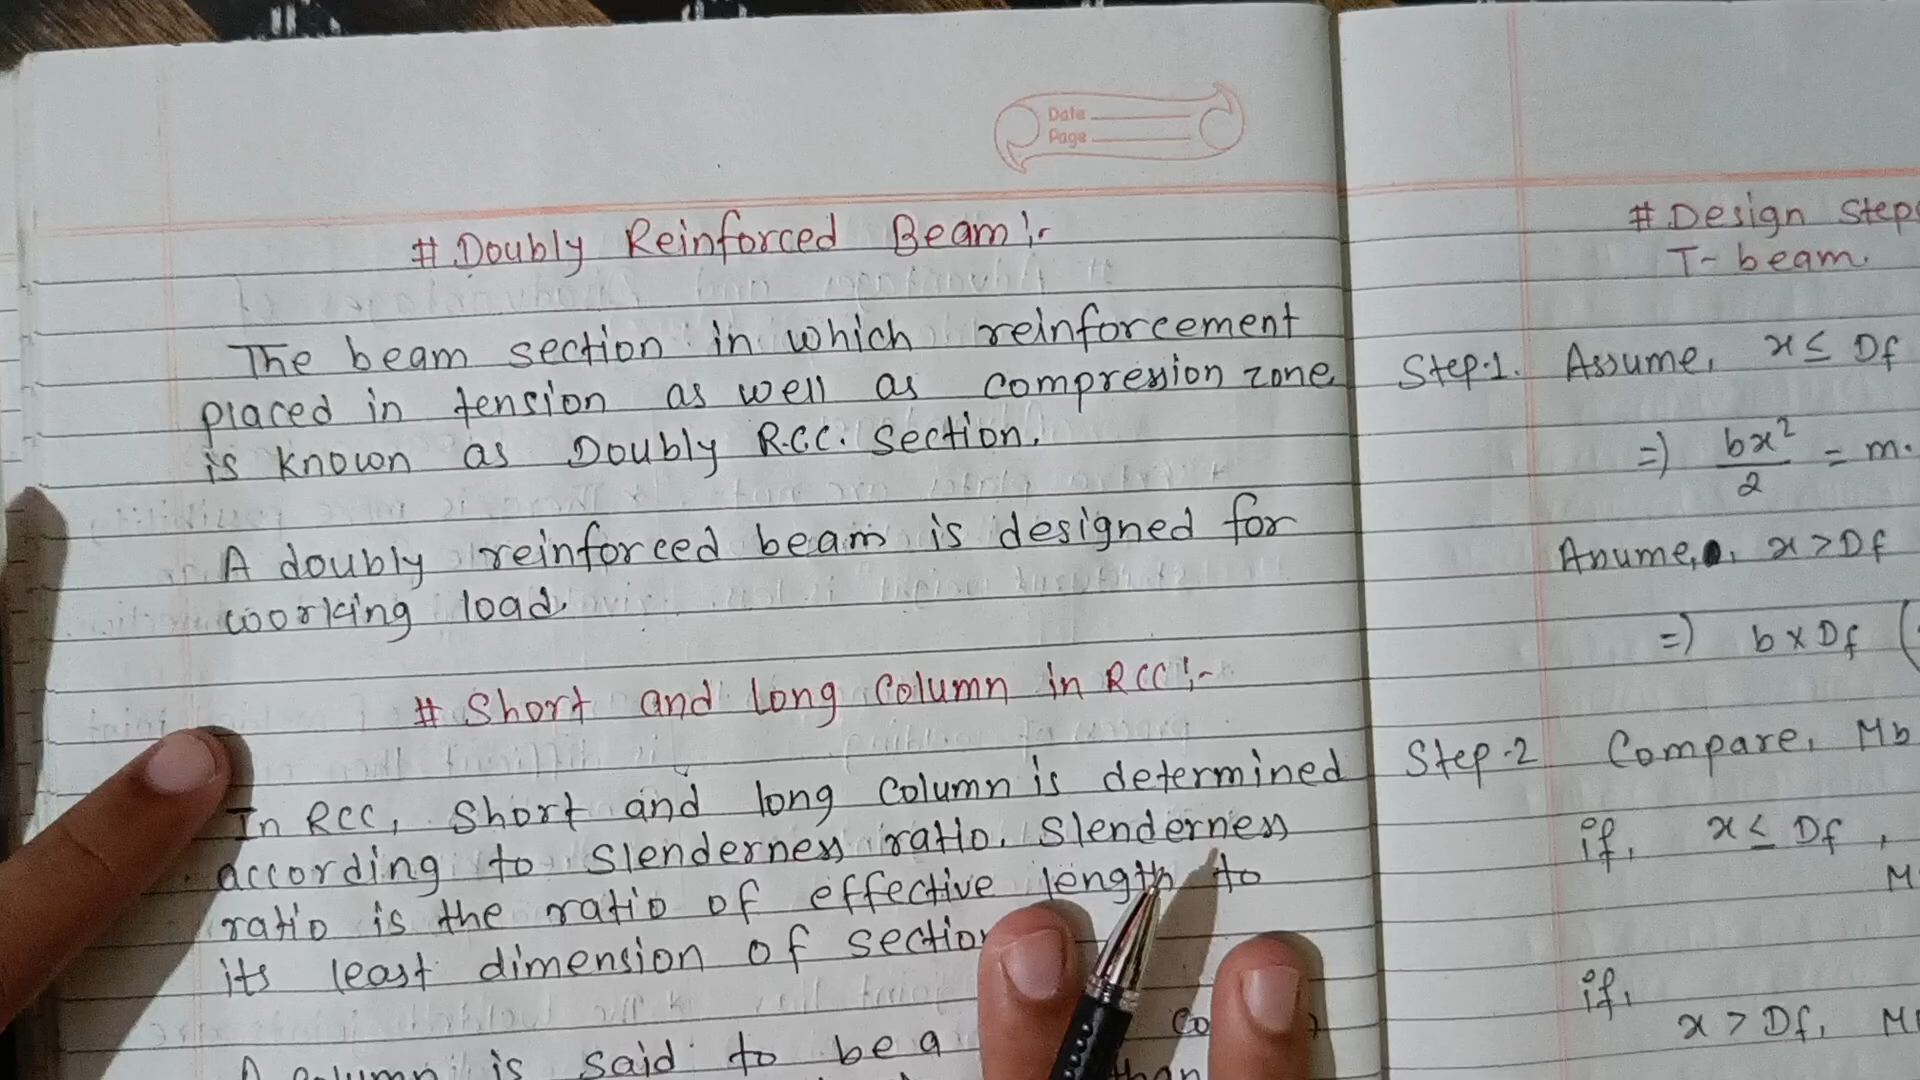 Date
Page
# Doubly Reinforced Beam:-
The beam section in which reinforcement
placed in tension as well as compression zone
is known as Doubly R.C.C. Section.
A doubly reinforced beam is designed for
woorking load.
# Short and long Column in RCC:-
In RCC, Short and long Column is determined
according to Slenderness ratio. Slenderness
ratio is the ratio of effective length to
its least dimension of section
A Column is said to be a
than
# Design Step
T- beam.
Step.1. Assume, x ≤ Df
=) bx²/2 = m.
Assume, x > Df
=) b x Df (
Step-2 Compare, Mb
if, x ≤ Df ,
M
if,
x > Df, M